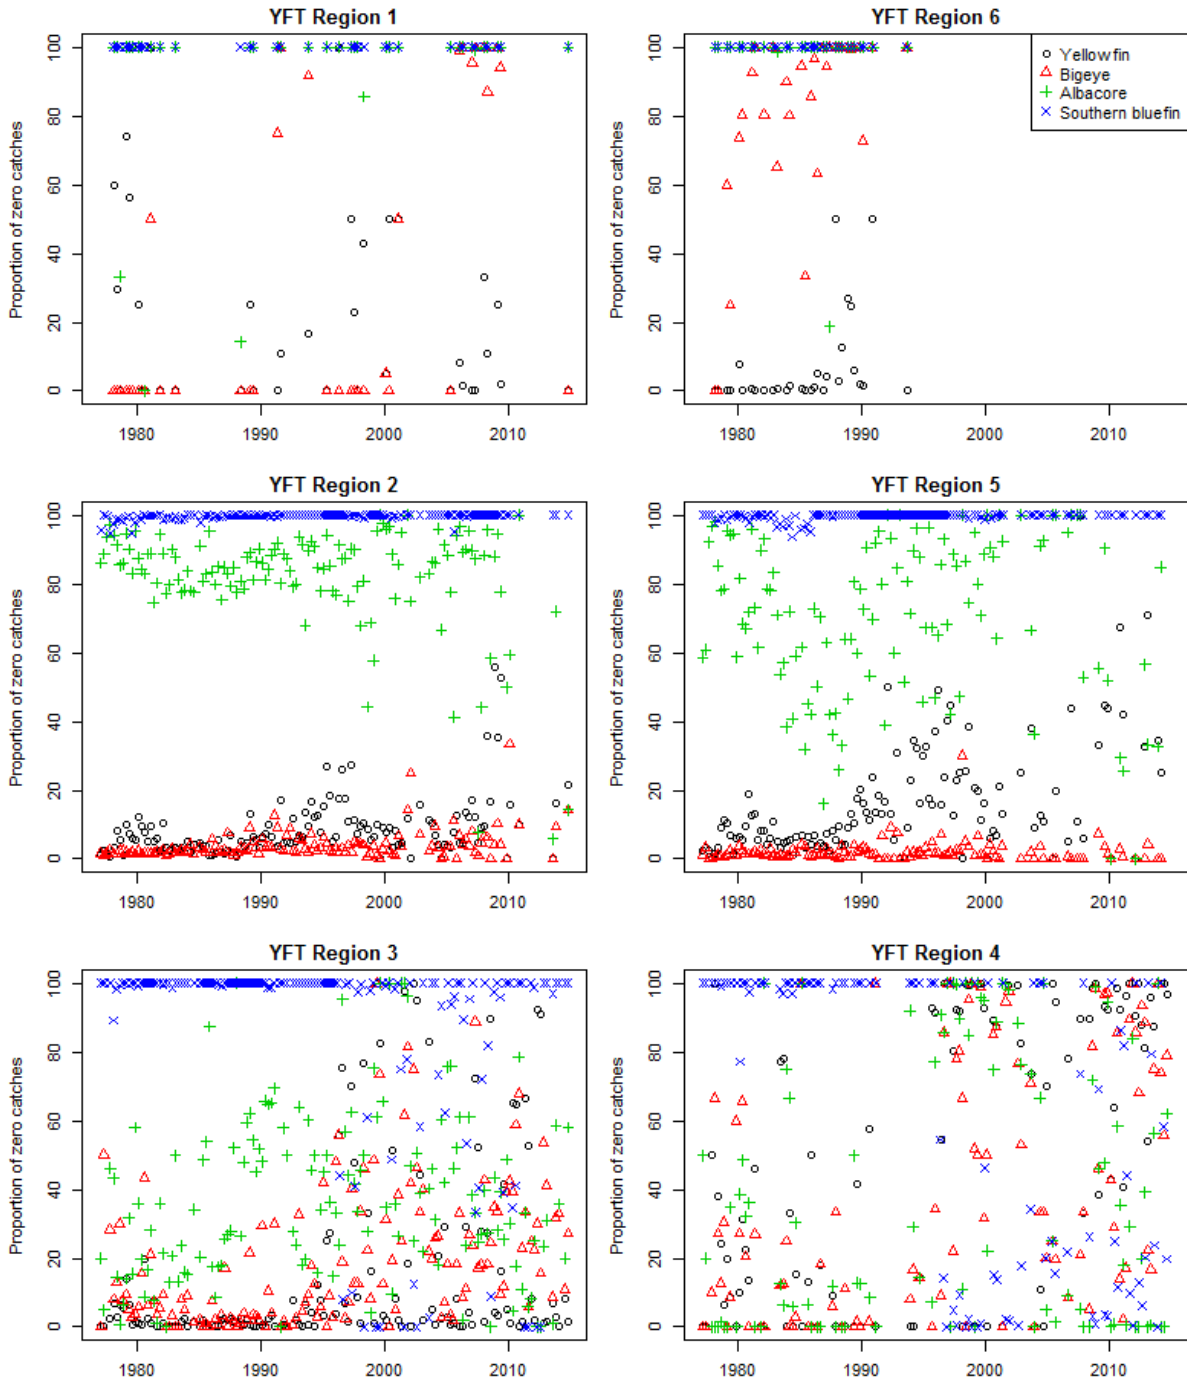 YFT Region 1
Proportion of zero catches
0 20 40 60 80 100
1980 1990 2000 2010
YFT Region 6
Proportion of zero catches
0 20 40 60 80 100
1980 1990 2000 2010
Yellowfin
Bigeye
Albacore
Southern bluefin
YFT Region 2
Proportion of zero catches
0 20 40 60 80 100
1980 1990 2000 2010
YFT Region 5
Proportion of zero catches
0 20 40 60 80 100
1980 1990 2000 2010
YFT Region 3
Proportion of zero catches
0 20 40 60 80 100
1980 1990 2000 2010
YFT Region 4
Proportion of zero catches
0 20 40 60 80 100
1980 1990 2000 2010